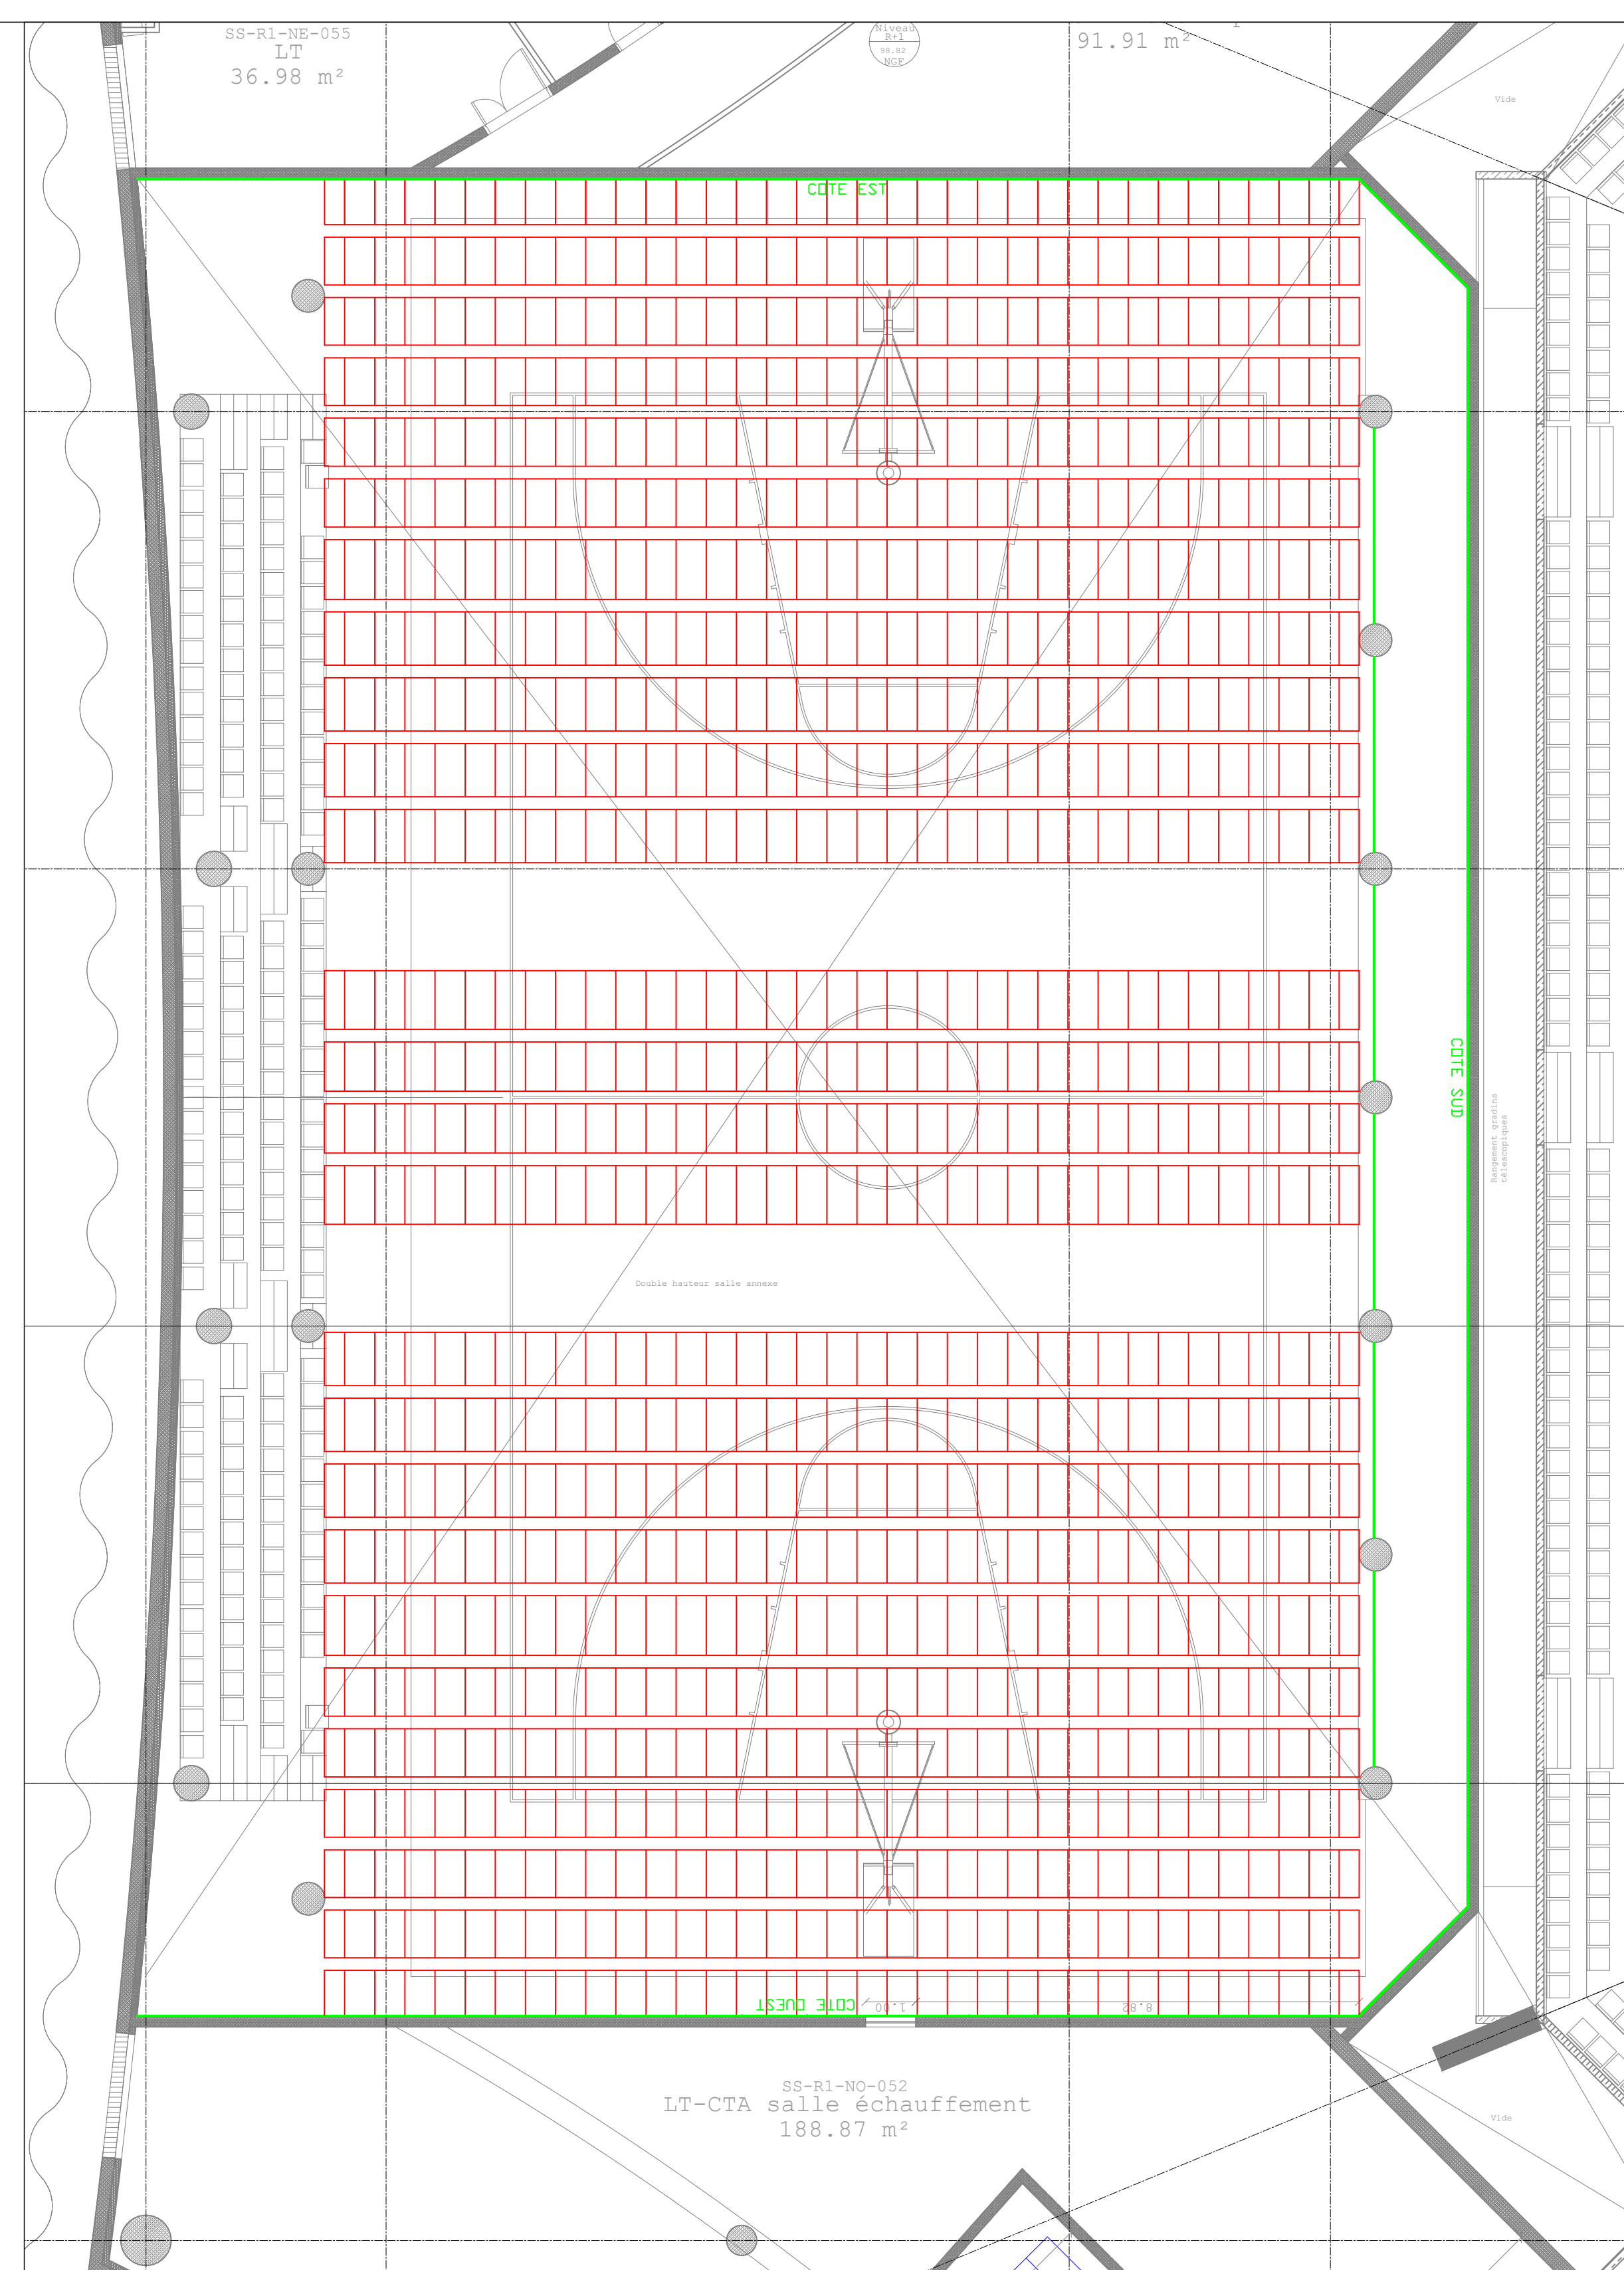 SS-R1-NE-055
LT
36.98 m²
Niveau
R+1
98.82
NGF
91.91 m²
Vide
COTE EST
COTE SUD
Rangement gradins
télescopiques
Double hauteur salle annexe
COTE OUEST
1.00
8.82
SS-R1-NO-052
LT-CTA salle échauffement
188.87 m²
Vide